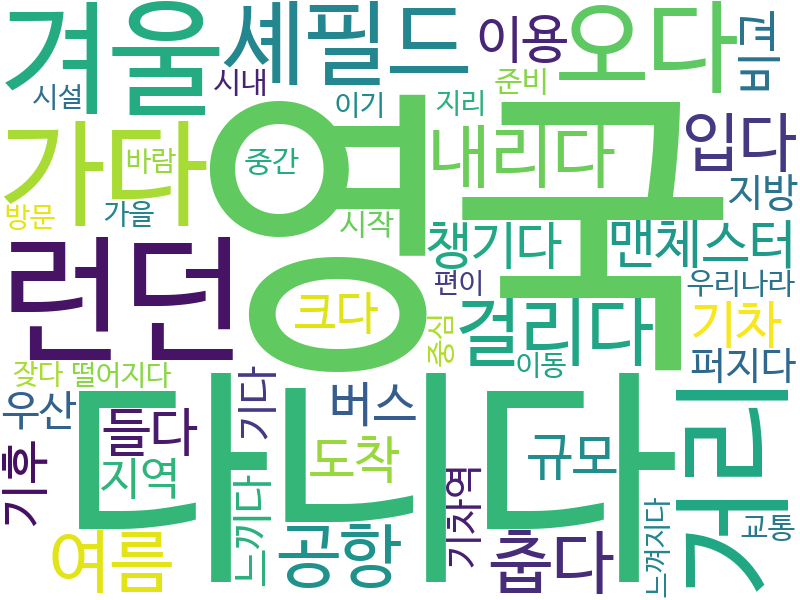 겨울
셰필드
이용
오다
비교
시설
시내
이기
지리
준비
가다
바람
중간
영국
내리다
입다
지방
방문
가을
시작
챙기다
맨체스터
런던
편이
우리나라
크다
중심
걸리다
기차
잦다
떨어지다
이동
퍼지다
우산
들다
기다
버스
다니다
거리
기후
지역
느끼다
도착
기차역
규모
여름
공항
춥다
느껴지다
교통